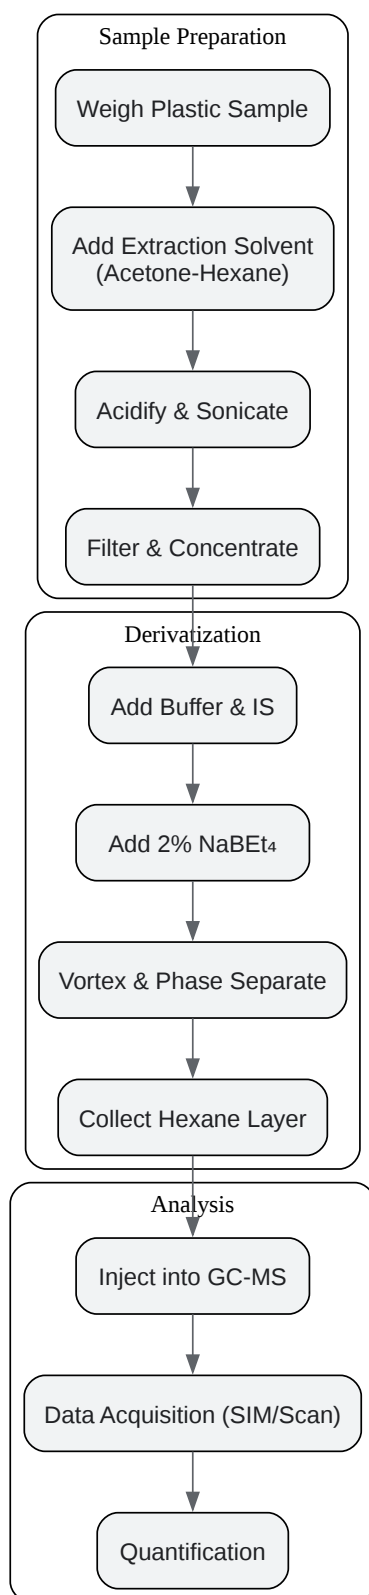 Sample Preparation
Weigh Plastic Sample
Add Extraction Solvent
(Acetone-Hexane)
Acidify & Sonicate
Filter & Concentrate
Derivatization
Add Buffer & IS
Add 2% NaBEt₄
Vortex & Phase Separate
Collect Hexane Layer
Analysis
Inject into GC-MS
Data Acquisition (SIM/Scan)
Quantification